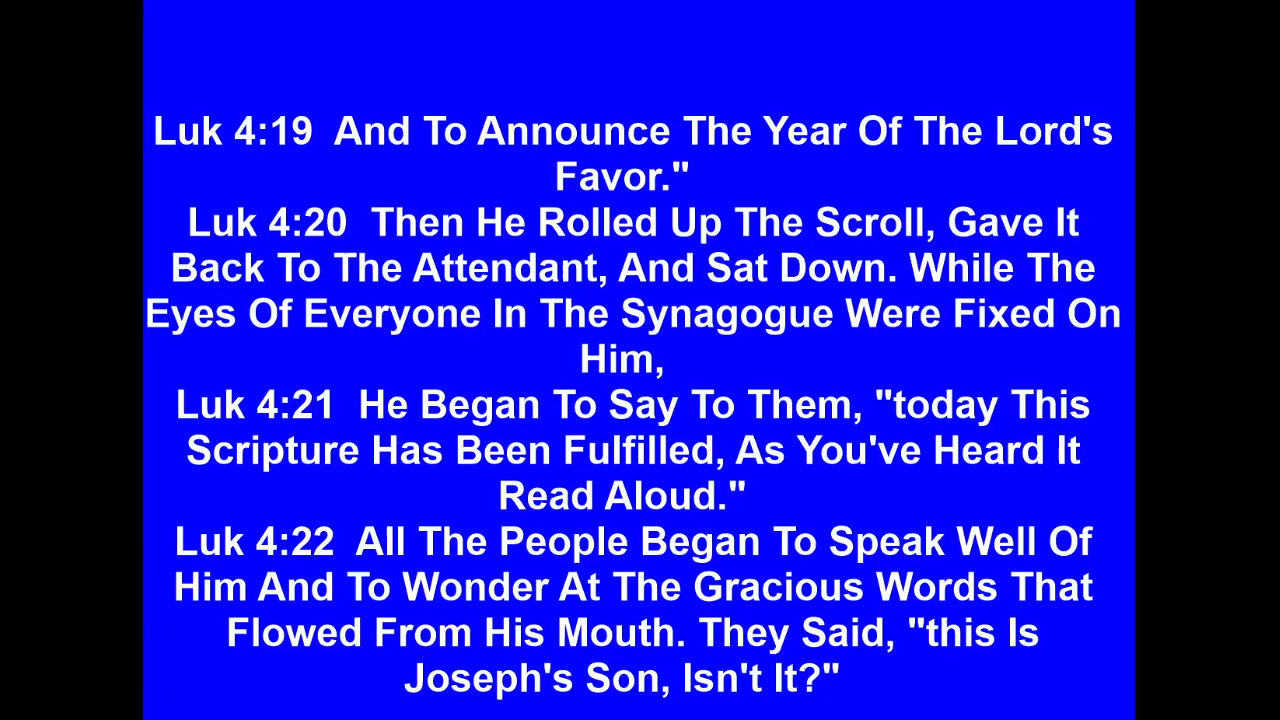 Luk 4:19  And To Announce The Year Of The Lord's
Favor."
Luk 4:20  Then He Rolled Up The Scroll, Gave It
Back To The Attendant, And Sat Down. While The
Eyes Of Everyone In The Synagogue Were Fixed On
Him,
Luk 4:21  He Began To Say To Them, "today This
Scripture Has Been Fulfilled, As You've Heard It
Read Aloud."
Luk 4:22  All The People Began To Speak Well Of
Him And To Wonder At The Gracious Words That
Flowed From His Mouth. They Said, "this Is
Joseph's Son, Isn't It?"